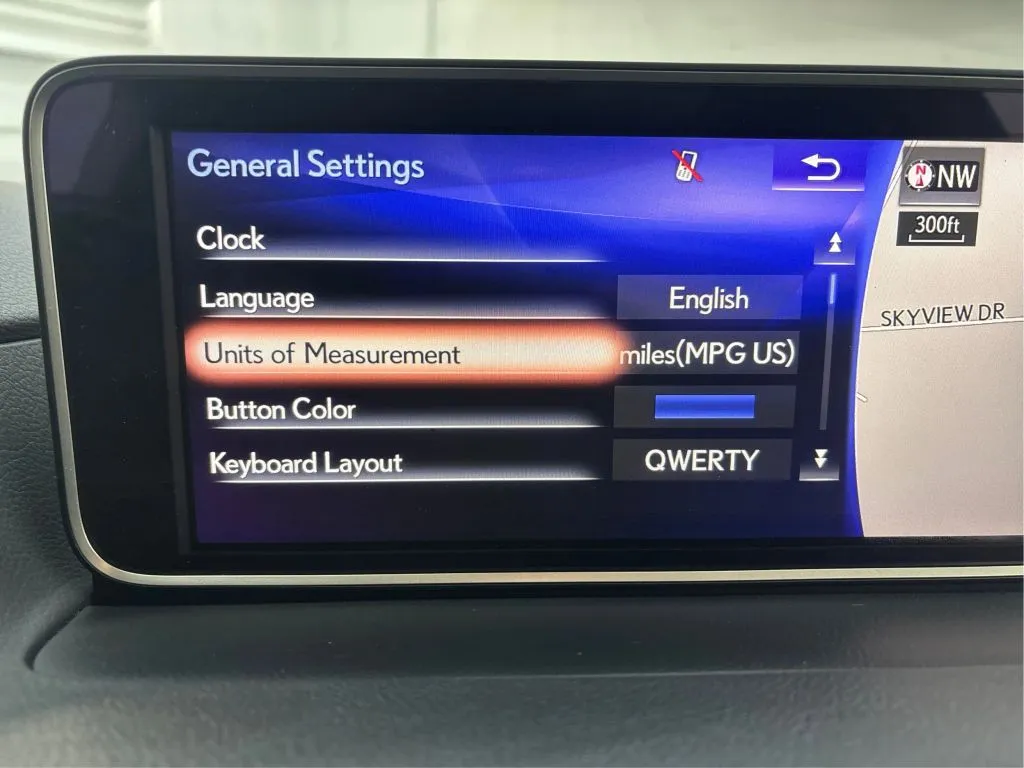 General Settings
N NW
300ft
Clock
Language English
SKYVIEW DR
Units of Measurement miles(MPG US)
Button Color
Keyboard Layout QWERTY